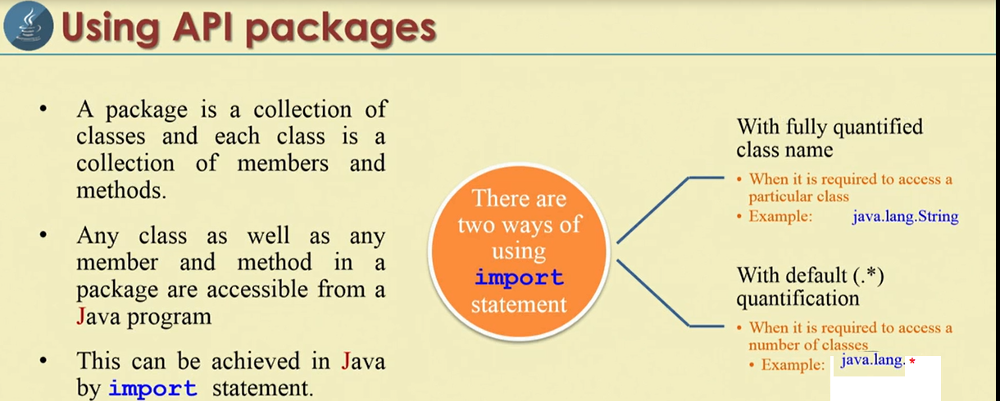 Using API packages
• A package is a collection of
classes and each class is a
collection of members and
methods.
• Any class as well as any
member and method in a
package are accessible from a
Java program
• This can be achieved in Java
by import statement.
There are
two ways of
using
import
statement
With fully quantified
class name
• When it is required to access a
particular class
• Example: java.lang.String
With default (.*)
quantification
• When it is required to access a
number of classes
• Example: java.lang.*